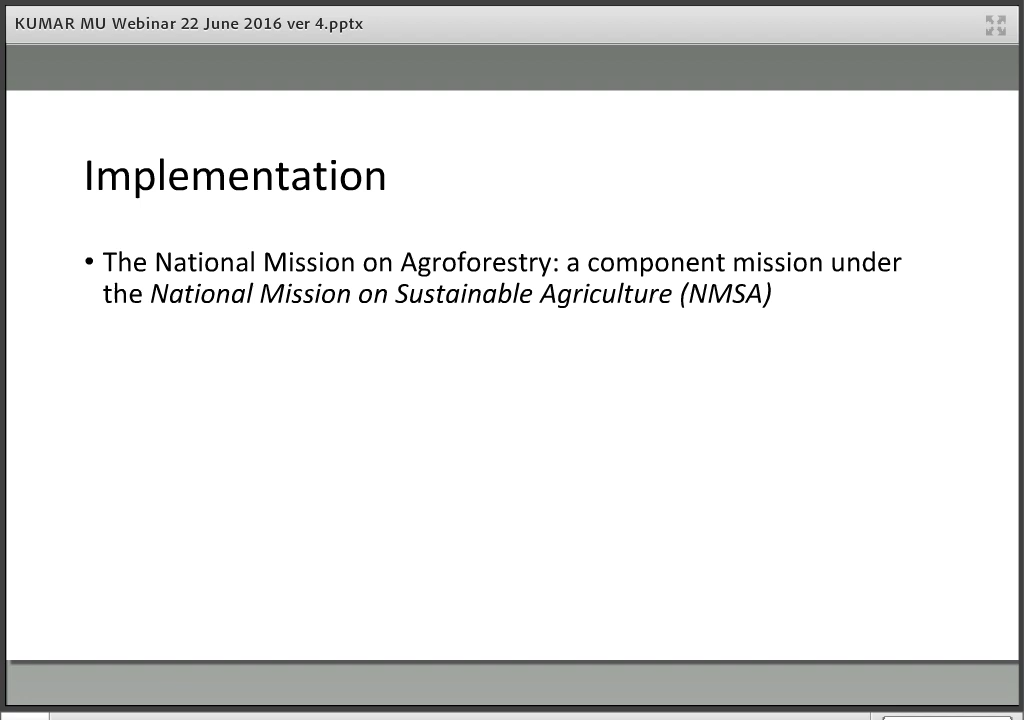 KUMAR MU Webinar 22 June 2016 ver 4.pptx
Implementation
• The National Mission on Agroforestry: a component mission under
the National Mission on Sustainable Agriculture (NMSA)